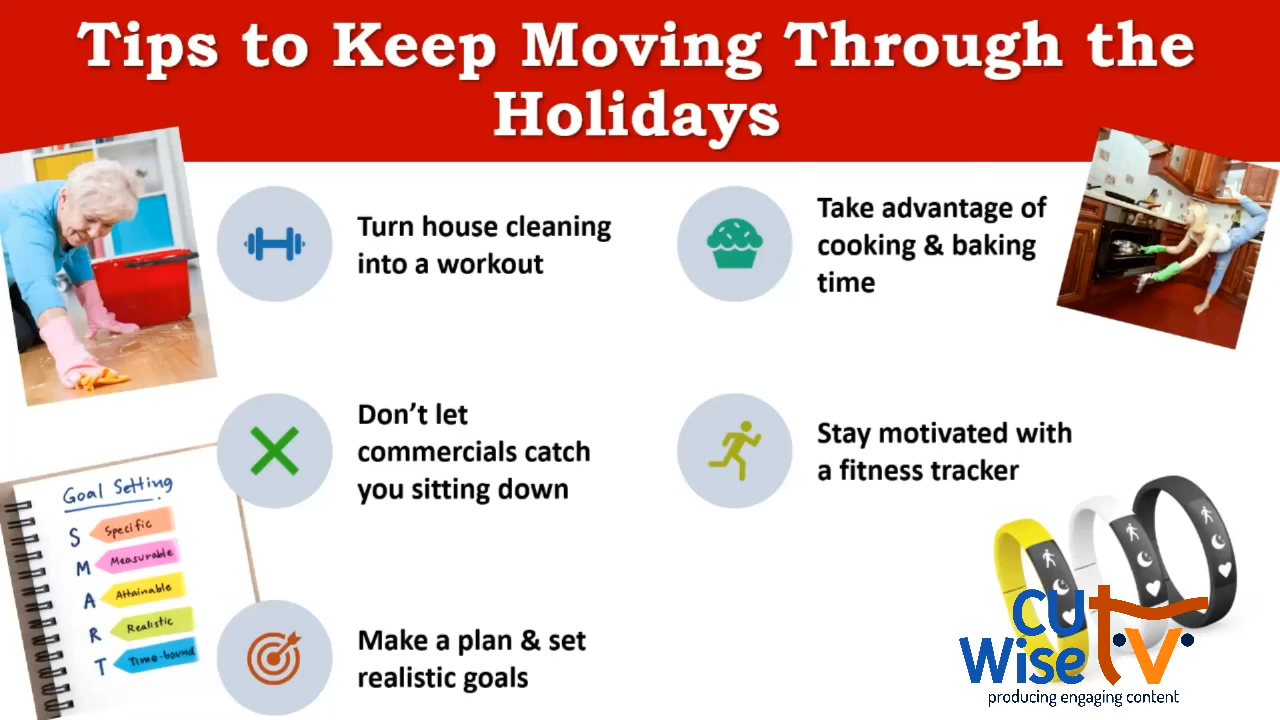 Tips to Keep Moving Through the
Holidays
Turn house cleaning
into a workout
Take advantage of
cooking & baking
time
Don't let
commercials catch
you sitting down
Stay motivated with
a fitness tracker
Goal Setting
S Specific
M Measurable
A Attainable
R Realistic
T Time-bound
Make a plan & set
realistic goals
CU
Wise tv
producing engaging content